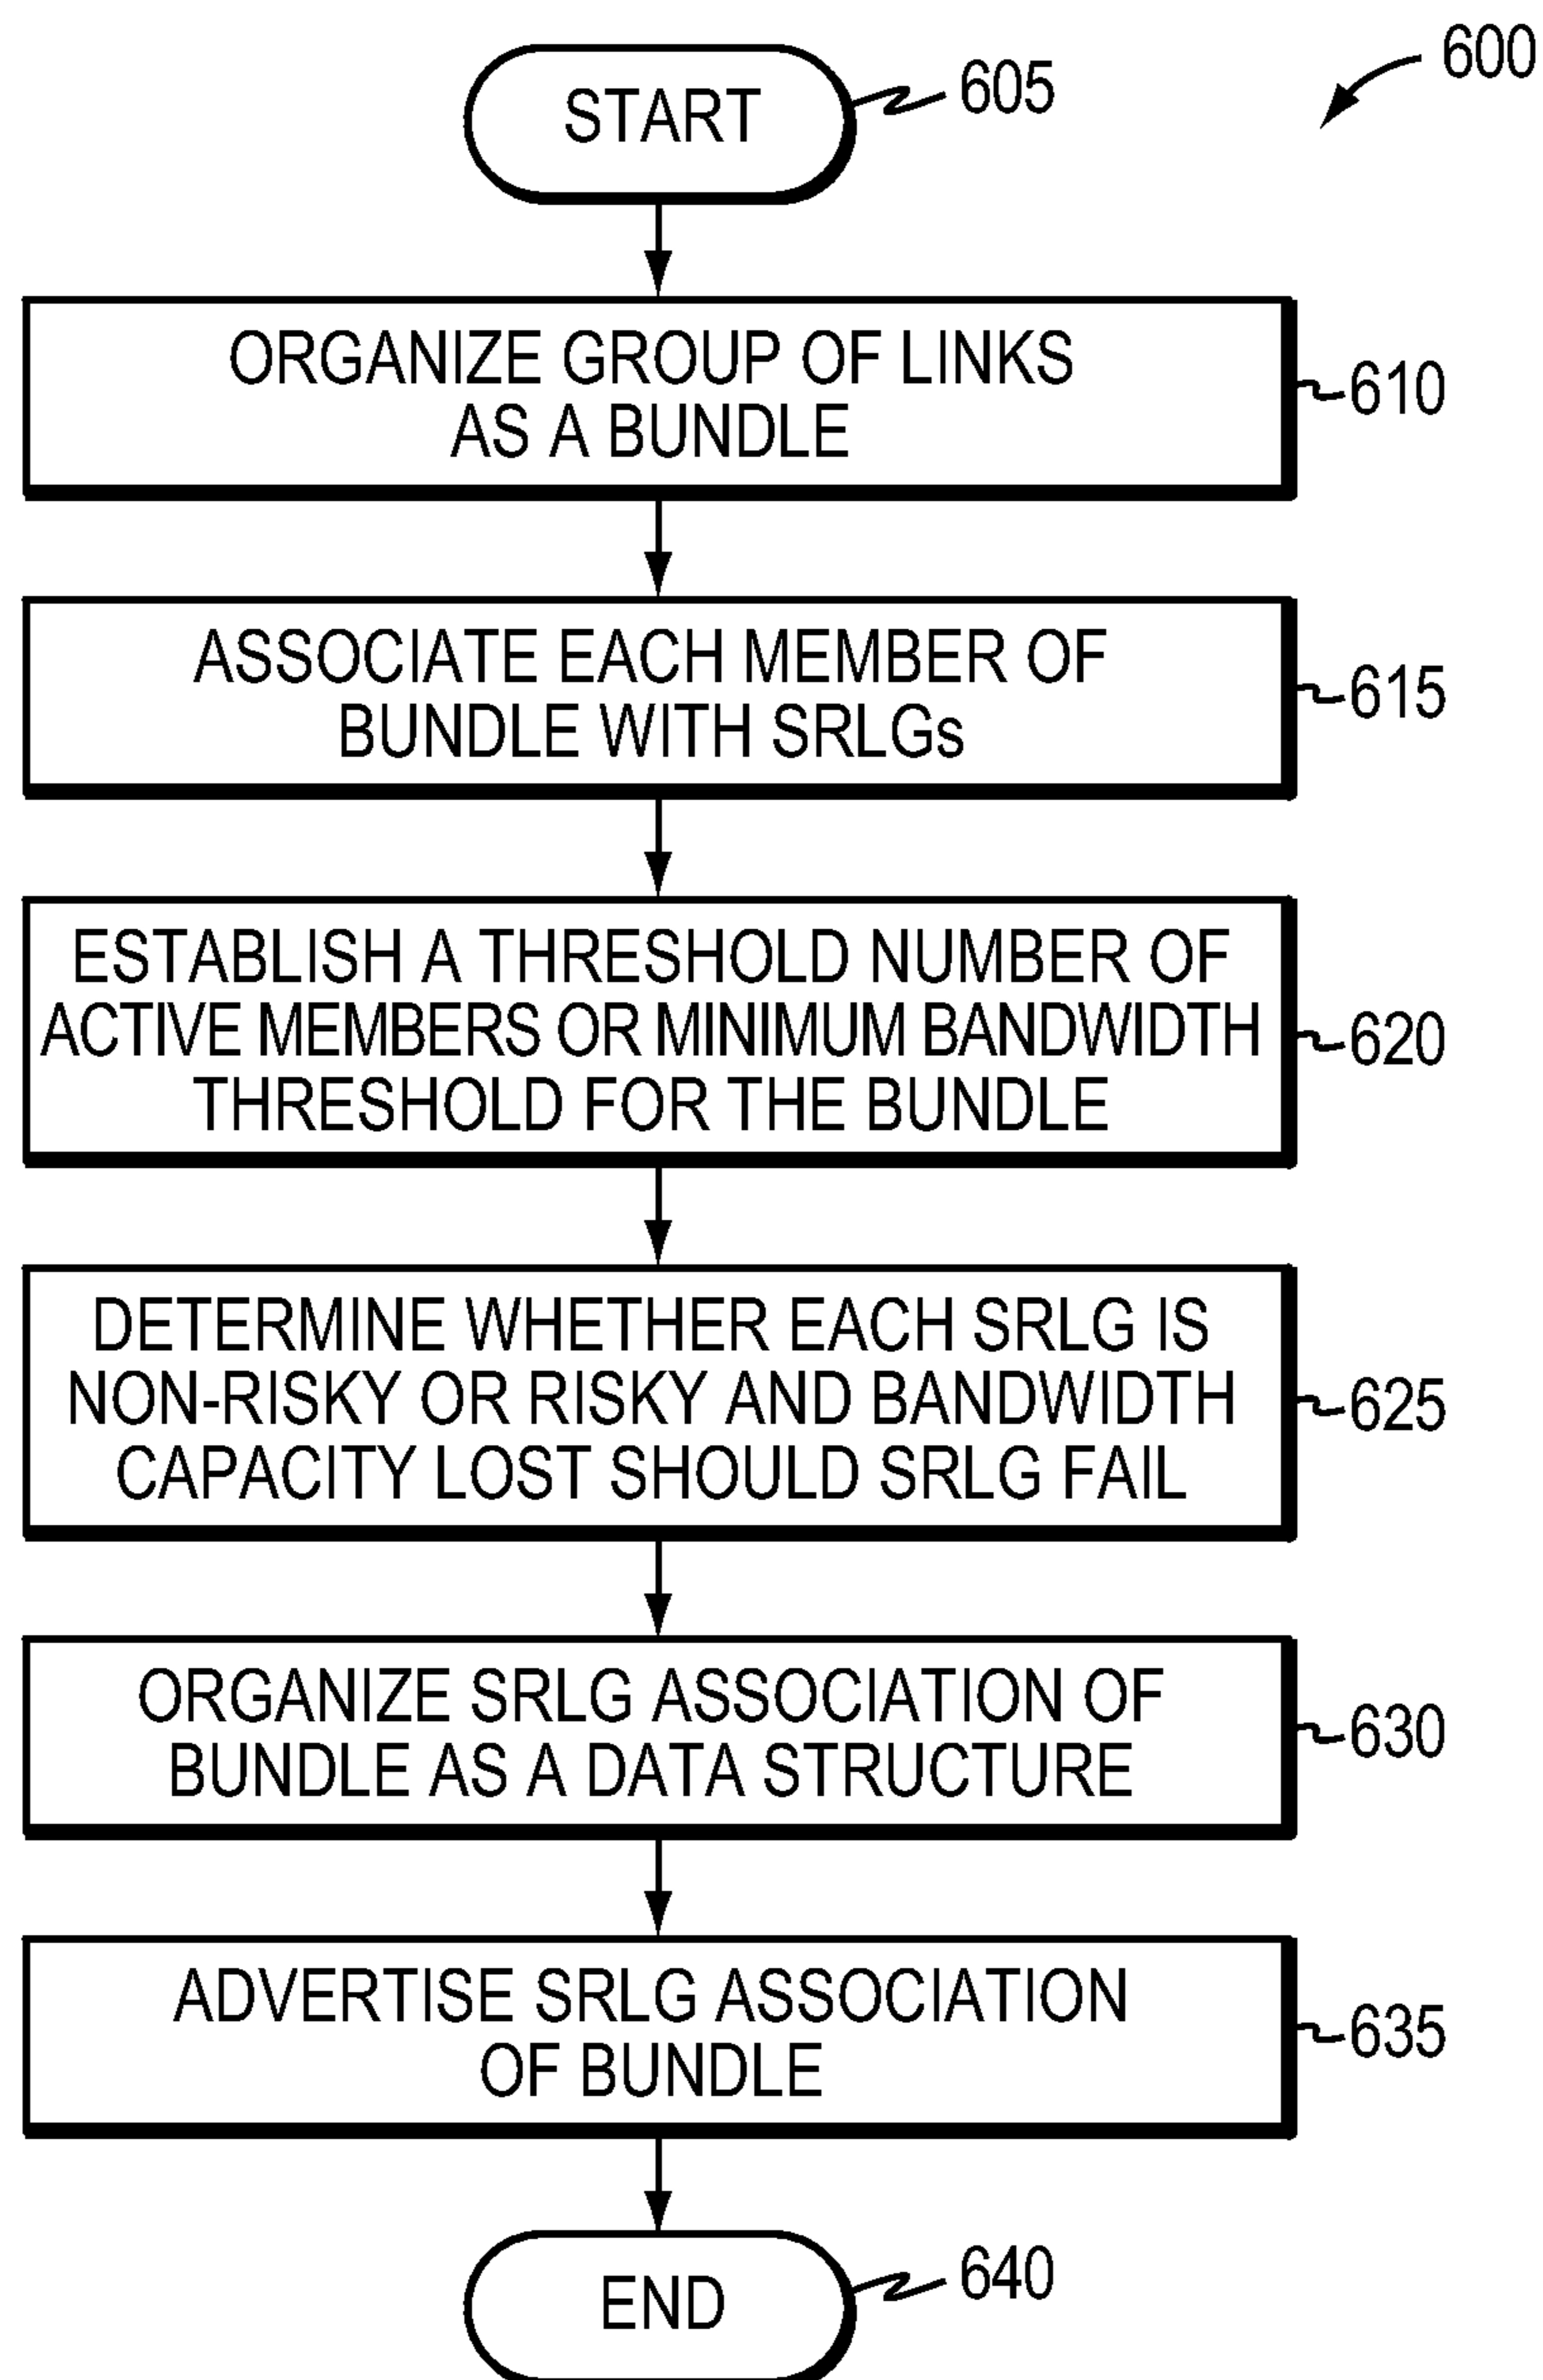 600
START
605
ORGANIZE GROUP OF LINKS
AS A BUNDLE
610
ASSOCIATE EACH MEMBER OF
BUNDLE WITH SRLGs
615
ESTABLISH A THRESHOLD NUMBER OF
ACTIVE MEMBERS OR MINIMUM BANDWIDTH
THRESHOLD FOR THE BUNDLE
620
DETERMINE WHETHER EACH SRLG IS
NON-RISKY OR RISKY AND BANDWIDTH
CAPACITY LOST SHOULD SRLG FAIL
625
ORGANIZE SRLG ASSOCIATION OF
BUNDLE AS A DATA STRUCTURE
630
ADVERTISE SRLG ASSOCIATION
OF BUNDLE
635
END
640